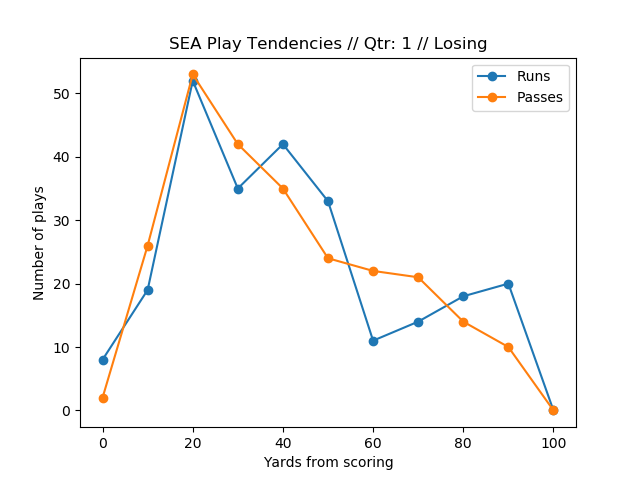 SEA Play Tendencies // Qtr: 1 // Losing
Runs
Passes
Number of plays
50
40
30
20
10
0
0 20 40 60 80 100
Yards from scoring